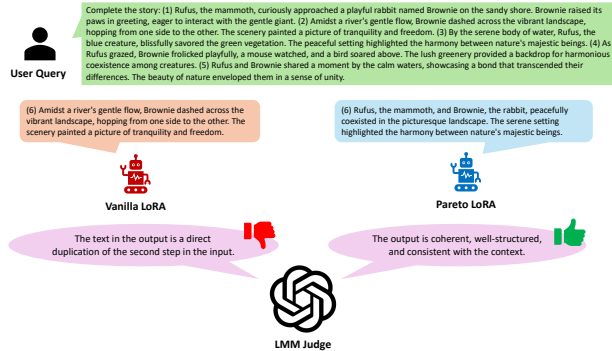 Complete the story: (1) Rufus, the mammoth, curiously approached a playful rabbit named Brownie on the sandy shore. Brownie raised its
paws in greeting, eager to interact with the gentle giant. (2) Amidst a river's gentle flow, Brownie dashed across the vibrant landscape,
hopping from one side to the other. The scenery painted a picture of tranquility and freedom. (3) By the serene body of water, Rufus, the
blue creature, blissfully savored the green vegetation. The peaceful setting highlighted the harmony between nature's majestic beings. (4) As
Rufus grazed, Brownie frolicked playfully, a mouse watched, and a bird soared above. The lush greenery provided a backdrop for harmonious
coexistence among creatures. (5) Rufus and Brownie shared a moment by the calm waters, showcasing a bond that transcended their
differences. The beauty of nature enveloped them in a sense of unity.
User Query
(6) Amidst a river's gentle flow, Brownie dashed across the
vibrant landscape, hopping from one side to the other. The
scenery painted a picture of tranquility and freedom.
(6) Rufus, the mammoth, and Brownie, the rabbit, peacefully
coexisted in the picturesque landscape. The serene setting
highlighted the harmony between nature's majestic beings.
Vanilla LoRA
Pareto LoRA
The text in the output is a direct
duplication of the second step in the input.
The output is coherent, well-structured,
and consistent with the context.
LMM Judge